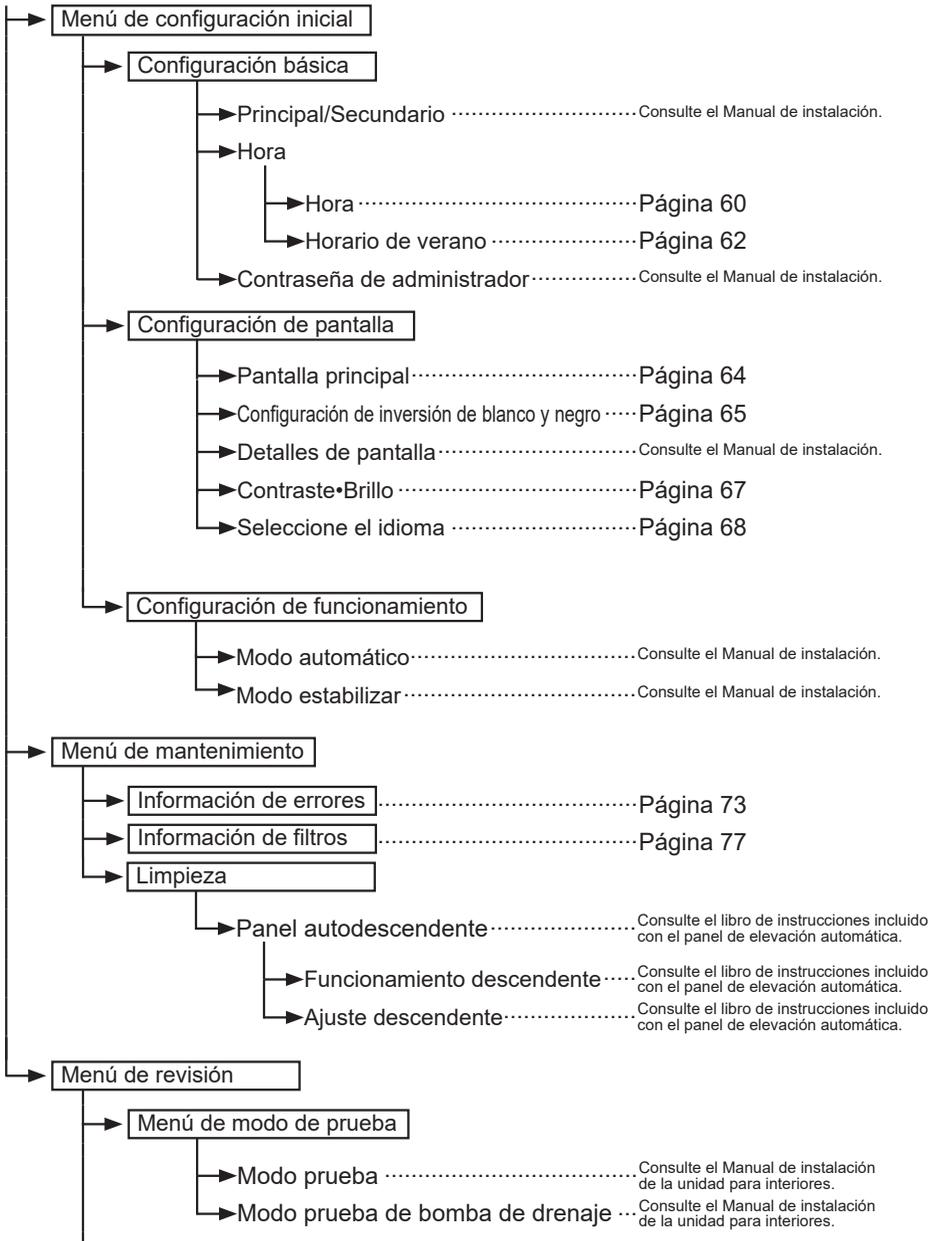 Menú de configuración inicial
Configuración básica
Principal/Secundario ································ Consulte el Manual de instalación.
Hora
Hora ································ Página 60
Horario de verano ································ Página 62
Contraseña de administrador ································ Consulte el Manual de instalación.
Configuración de pantalla
Pantalla principal ································ Página 64
Configuración de inversión de blanco y negro ····· Página 65
Detalles de pantalla ································ Consulte el Manual de instalación.
Contraste•Brillo ································ Página 67
Seleccione el idioma ································ Página 68
Configuración de funcionamiento
Modo automático ································ Consulte el Manual de instalación.
Modo estabilizar ································ Consulte el Manual de instalación.
Menú de mantenimiento
Información de errores ································ Página 73
Información de filtros ································ Página 77
Limpieza
Panel autodescendente ························ Consulte el libro de instrucciones incluido
con el panel de elevación automática.
Funcionamiento descendente ····· Consulte el libro de instrucciones incluido
con el panel de elevación automática.
Ajuste descendente ······················ Consulte el libro de instrucciones incluido
con el panel de elevación automática.
Menú de revisión
Menú de modo de prueba
Modo prueba ································ Consulte el Manual de instalación
de la unidad para interiores.
Modo prueba de bomba de drenaje ··· Consulte el Manual de instalación
de la unidad para interiores.